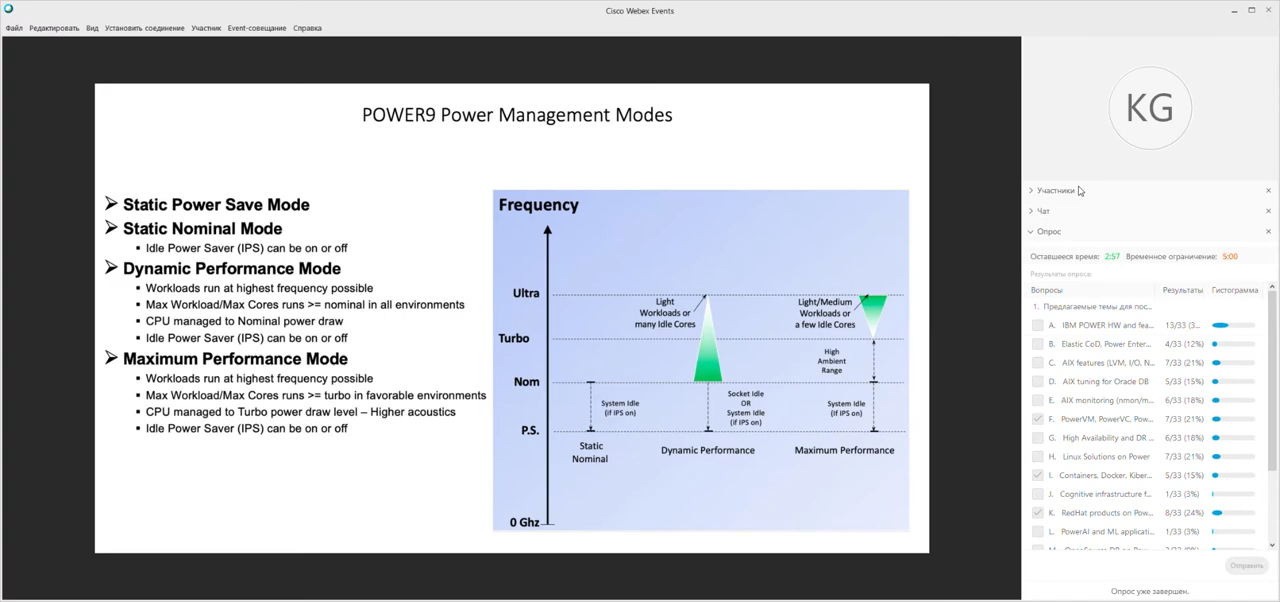 Cisco Webex Events
Файл Редактировать Вид Установить соединение Участник Event-совещание Справка
POWER9 Power Management Modes
Static Power Save Mode
Static Nominal Mode
Idle Power Saver (IPS) can be on or off
Dynamic Performance Mode
Workloads run at highest frequency possible
Max Workload/Max Cores runs >= nominal in all environments
CPU managed to Nominal power draw
Idle Power Saver (IPS) can be on or off
Maximum Performance Mode
Workloads run at highest frequency possible
Max Workload/Max Cores runs >= turbo in favorable environments
CPU managed to Turbo power draw level – Higher acoustics
Idle Power Saver (IPS) can be on or off
Frequency
Ultra
Turbo
Nom
P.S.
0 Ghz
Light
Workloads or
many Idle Cores
Light/Medium
Workloads or
a few Idle Cores
High
Ambient
Range
System Idle
(if IPS on)
Socket Idle
OR
System Idle
(if IPS on)
System Idle
(if IPS on)
Static
Nominal
Dynamic Performance
Maximum Performance
KG
Участники
Чат
Опрос
Оставшееся время: 2:57 Временное ограничение: 5:00
Результаты опроса:
Вопросы Результаты Гистограмма
1. Предлагаемые темы для пос...
A. IBM POWER HW and fea... 13/33 (3...
B. Elastic CoD, Power Enter... 4/33 (12%)
C. AIX features (LVM, I/O, N... 7/33 (21%)
D. AIX tuning for Oracle DB 5/33 (15%)
E. AIX monitoring (nmon/m... 6/33 (18%)
F. PowerVM, PowerVC, Pow... 7/33 (21%)
G. High Availability and DR ... 6/33 (18%)
H. Linux Solutions on Power 7/33 (21%)
I. Containers, Docker, Kiber... 5/33 (15%)
J. Cognitive infrastructure f... 1/33 (3%)
K. RedHat products on Pow... 8/33 (24%)
L. PowerAI and ML applicati... 1/33 (3%)
Отправить
Опрос уже завершен.